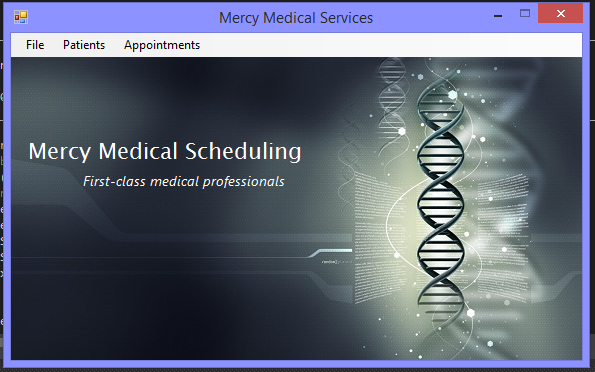 Mercy Medical Services
File Patients Appointments
Mercy Medical Scheduling
First-class medical professionals